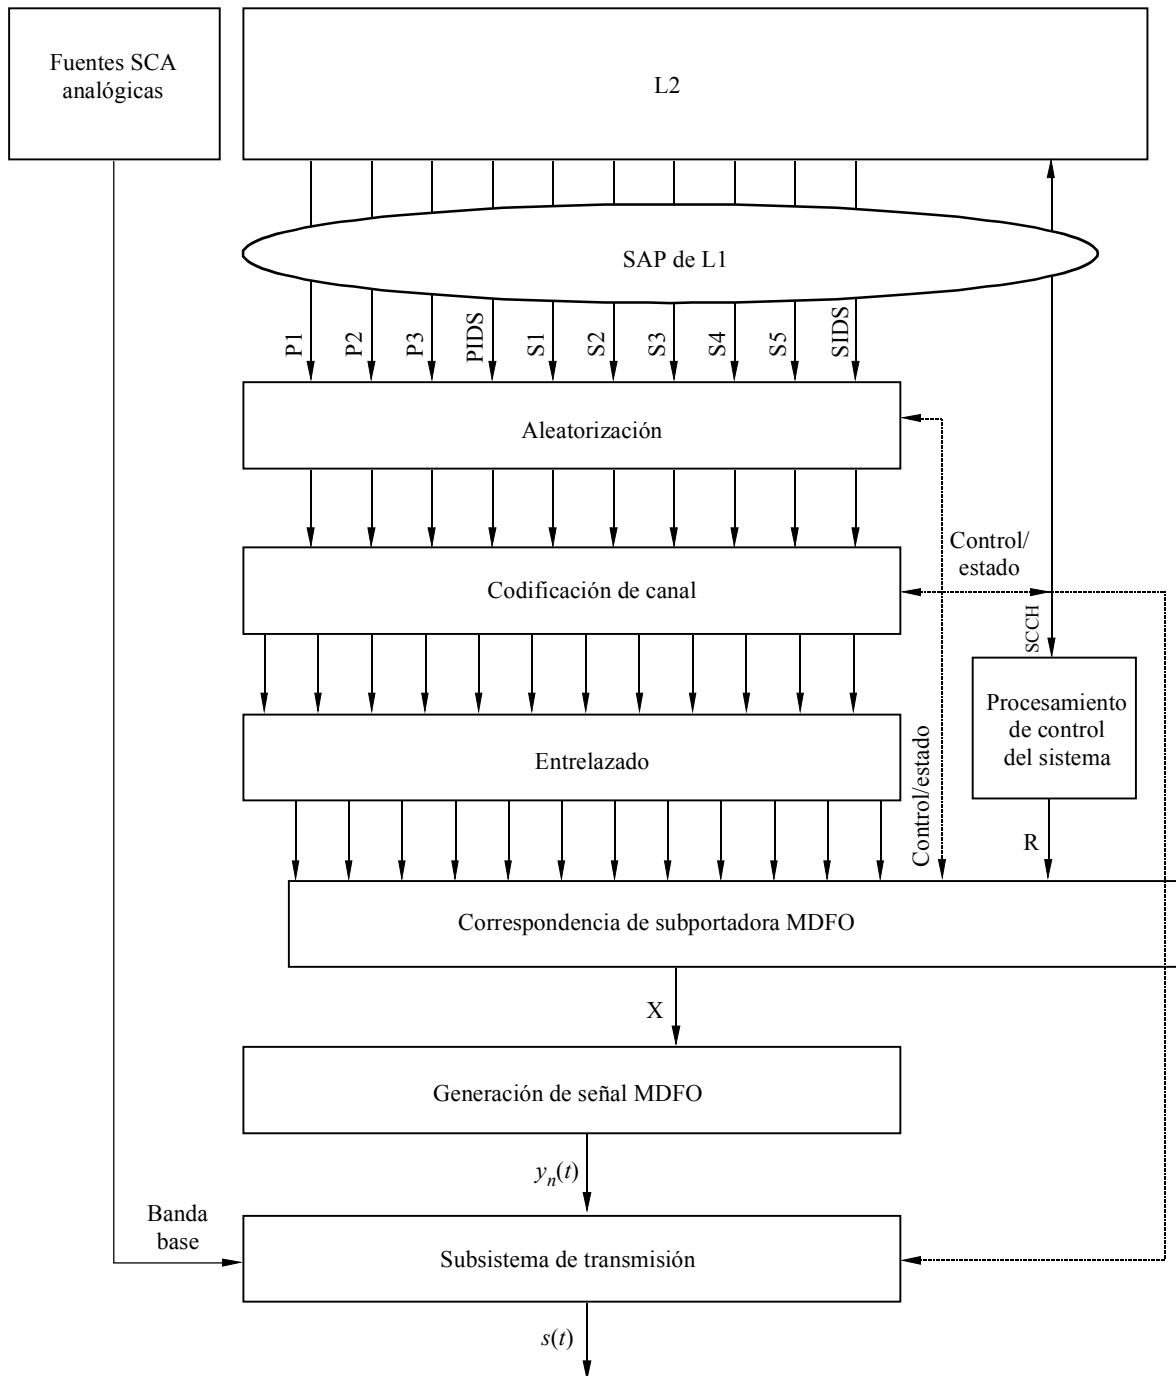 Fuentes SCA
analógicas
L2
SAP de L1
P1
P2
P3
PIDS
S1
S2
S3
S4
S5
SIDS
Aleatorización
Control/
estado
Codificación de canal
SCCH
Procesamiento
de control
del sistema
Entrelazado
Control/estado
R
Correspondencia de subportadora MDFO
X
Generación de señal MDFO
yn(t)
Banda
base
Subsistema de transmisión
s(t)